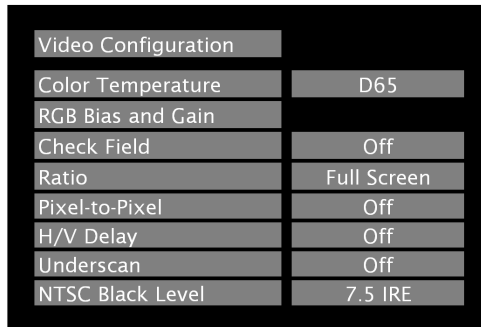 Video Configuration
Color Temperature D65
RGB Bias and Gain
Check Field Off
Ratio Full Screen
Pixel-to-Pixel Off
H/V Delay Off
Underscan Off
NTSC Black Level 7.5 IRE